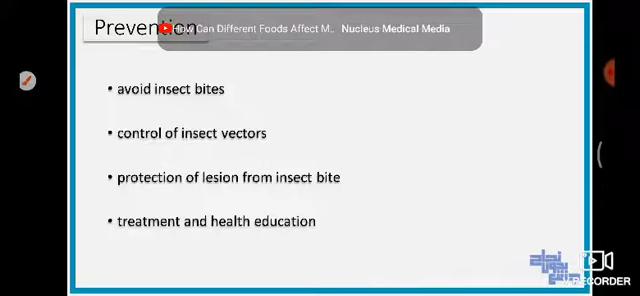 Prevention
How Can Different Foods Affect M.. Nucleus Medical Media
• avoid insect bites
• control of insect vectors
• protection of lesion from insect bite
• treatment and health education
RECORDER